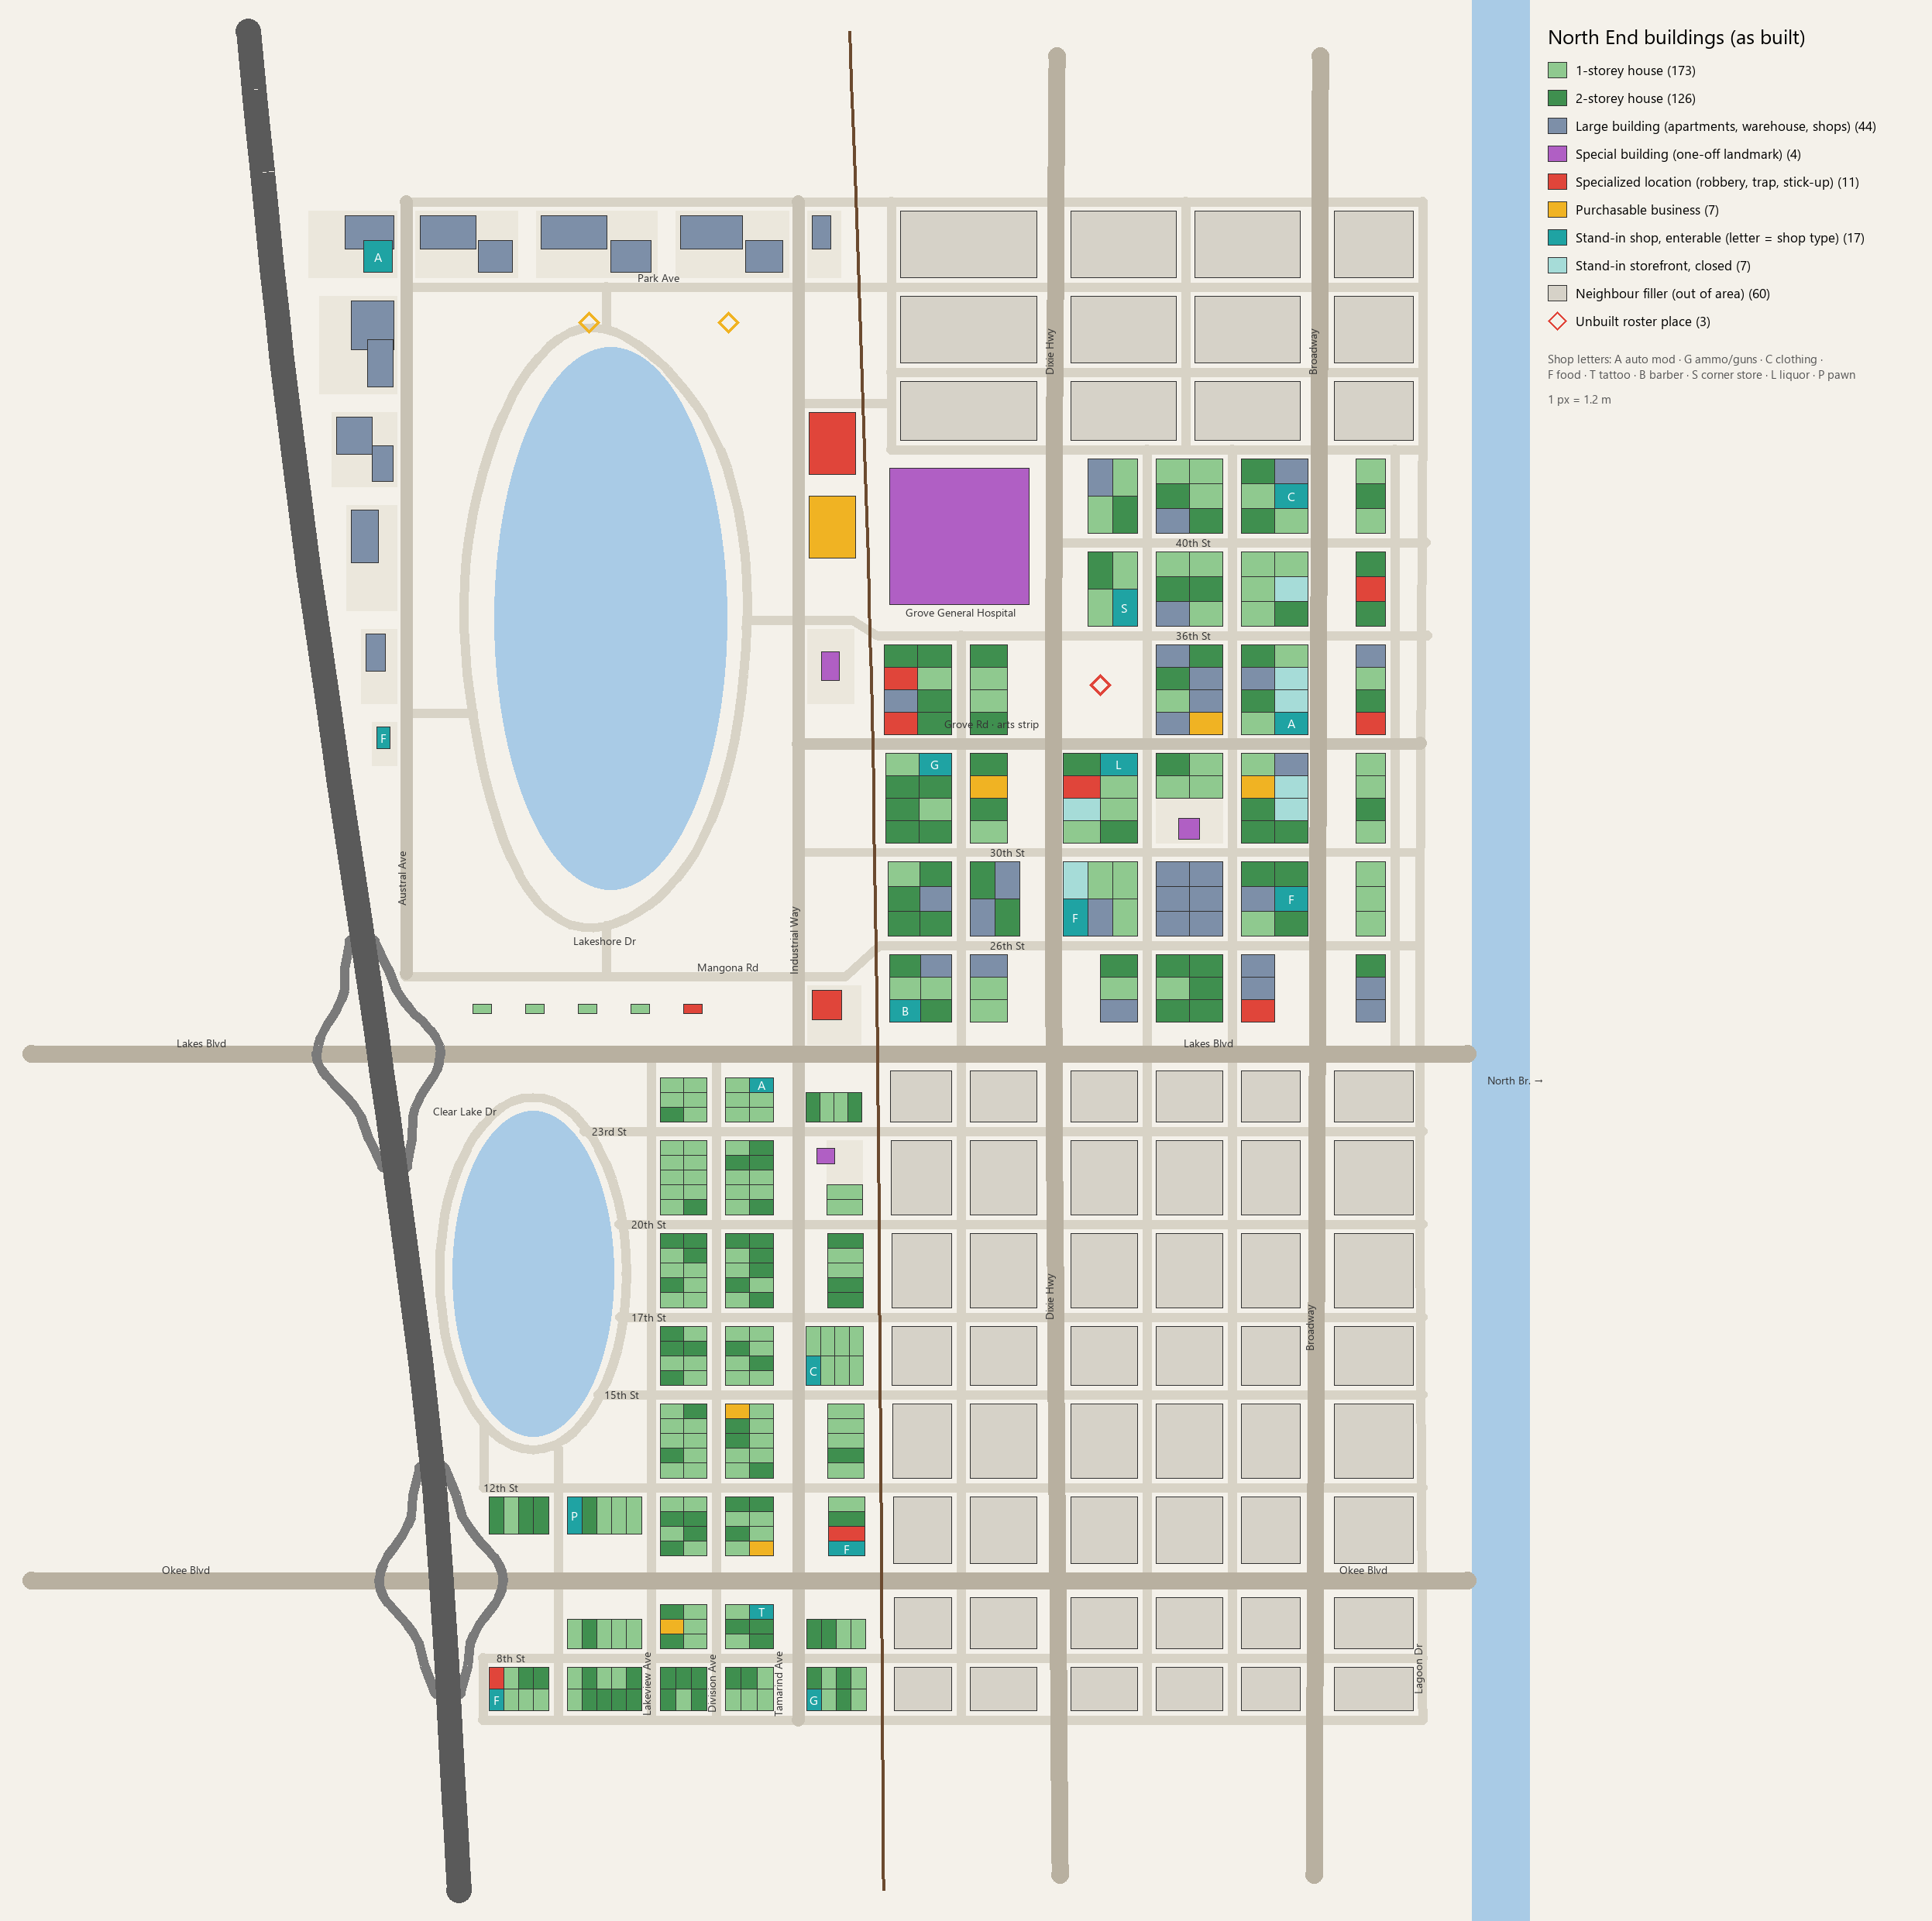 North End buildings (as built)
1-storey house (173)
2-storey house (126)
Large building (apartments, warehouse, shops) (44)
Special building (one-off landmark) (4)
Specialized location (robbery, trap, stick-up) (11)
Purchasable business (7)
Stand-in shop, enterable (letter = shop type) (17)
Stand-in storefront, closed (7)
Neighbour filler (out of area) (60)
Unbuilt roster place (3)
Shop letters: A auto mod · G ammo/guns · C clothing ·
F food · T tattoo · B barber · S corner store · L liquor · P pawn
1 px = 1.2 m
A
Park Ave
Dixie Hwy
Broadway
C
40th St
S
Grove General Hospital
36th St
Grove Rd · arts strip
A
F
G
L
30th St
Austral Ave
F
F
Industrial Way
Lakeshore Dr
26th St
Mangona Rd
B
Lakes Blvd
Lakes Blvd
North Br. →
A
Clear Lake Dr
23rd St
20th St
Dixie Hwy
17th St
Broadway
C
15th St
12th St
P
F
Okee Blvd
Okee Blvd
T
8th St
Lakeview Ave
Division Ave
Tamarind Ave
Lagoon Dr
F
G